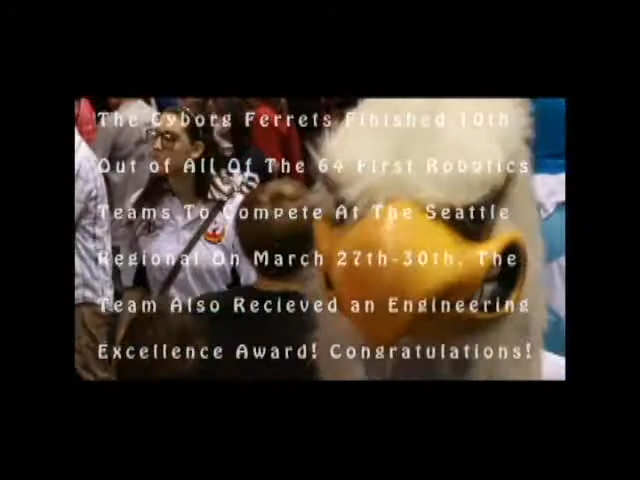 The Cyborg Ferrets Finished 10th
Out of All Of The 64 First Robotics
Teams To Compete At The Seattle
Regional On March 27th-30th, The
Team Also Recieved an Engineering
Excellence Award! Congratulations!